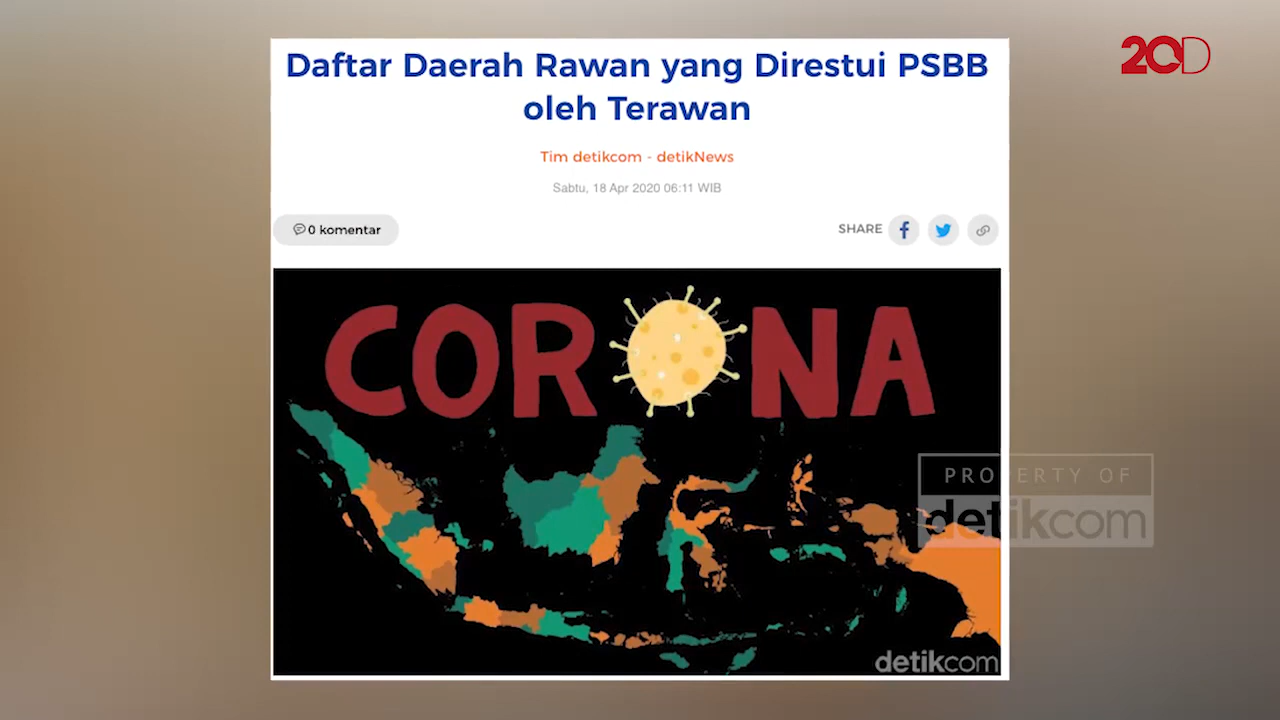 20D
Daftar Daerah Rawan yang Direstui PSBB
oleh Terawan
Tim detikcom - detikNews
Sabtu, 18 Apr 2020 06:11 WIB
0 komentar
SHARE
CORONA
PROPERTY OF
detikcom
detikcom